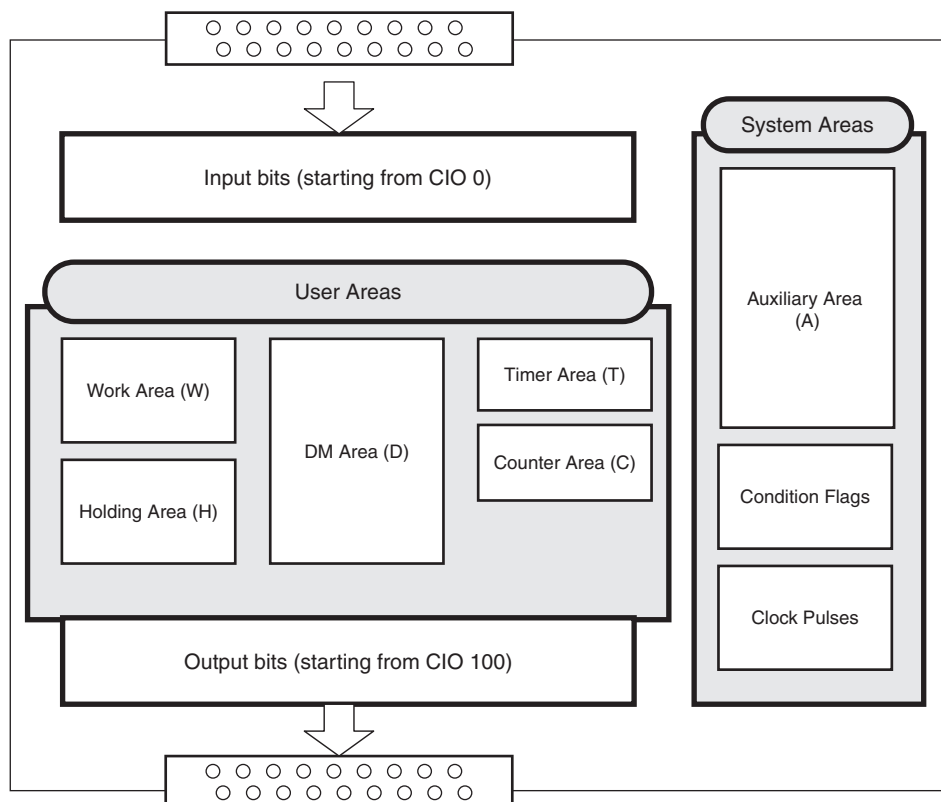 Input bits (starting from CIO 0)
System Areas
Auxiliary Area
(A)
Condition Flags
Clock Pulses
User Areas
Work Area (W)
Holding Area (H)
DM Area (D)
Timer Area (T)
Counter Area (C)
Output bits (starting from CIO 100)